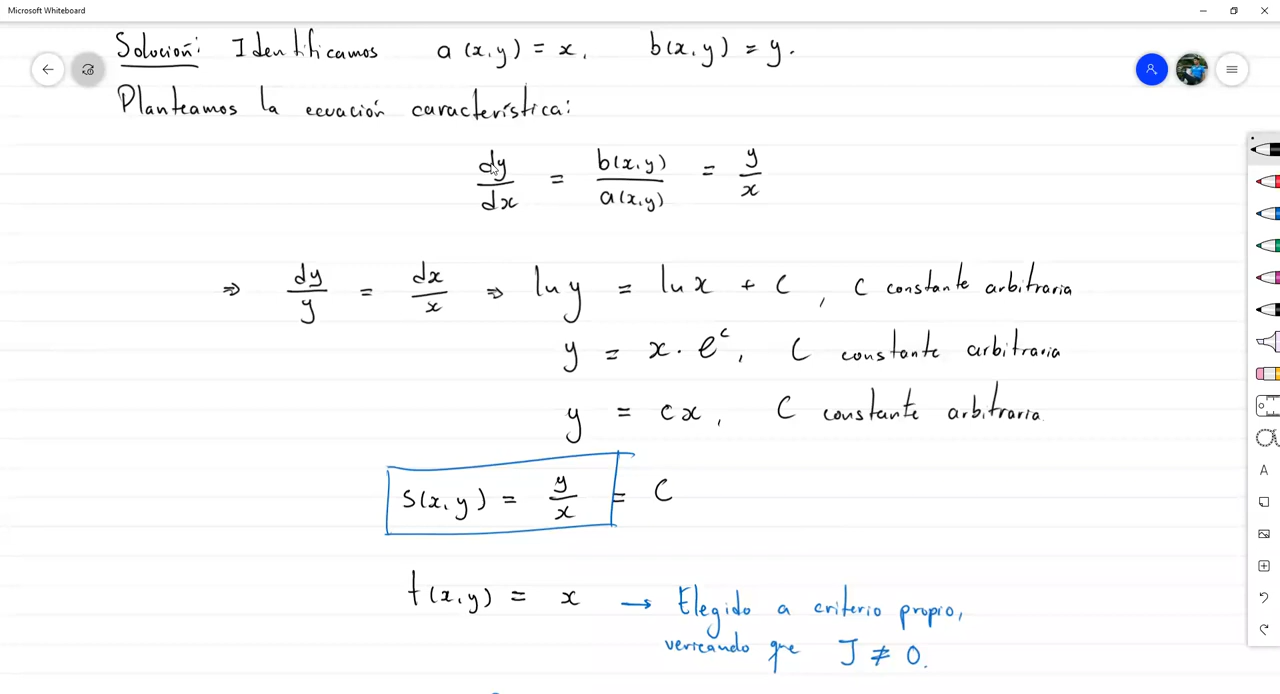 Microsoft Whiteboard
Solución: Identificamos a(x,y) = x, b(x,y) = y.
Planteamos la ecuación característica:
dy/dx = b(x,y)/a(x,y) = y/x
⇒ dy/y = dx/x ⇒ ln y = ln x + C, C constante arbitraria
y = x · e^c, C constante arbitraria
y = cx, C constante arbitraria.
S(x,y) = y/x = C
t(x,y) = x → Elegido a criterio propio,
vericando que J ≠ 0.
A